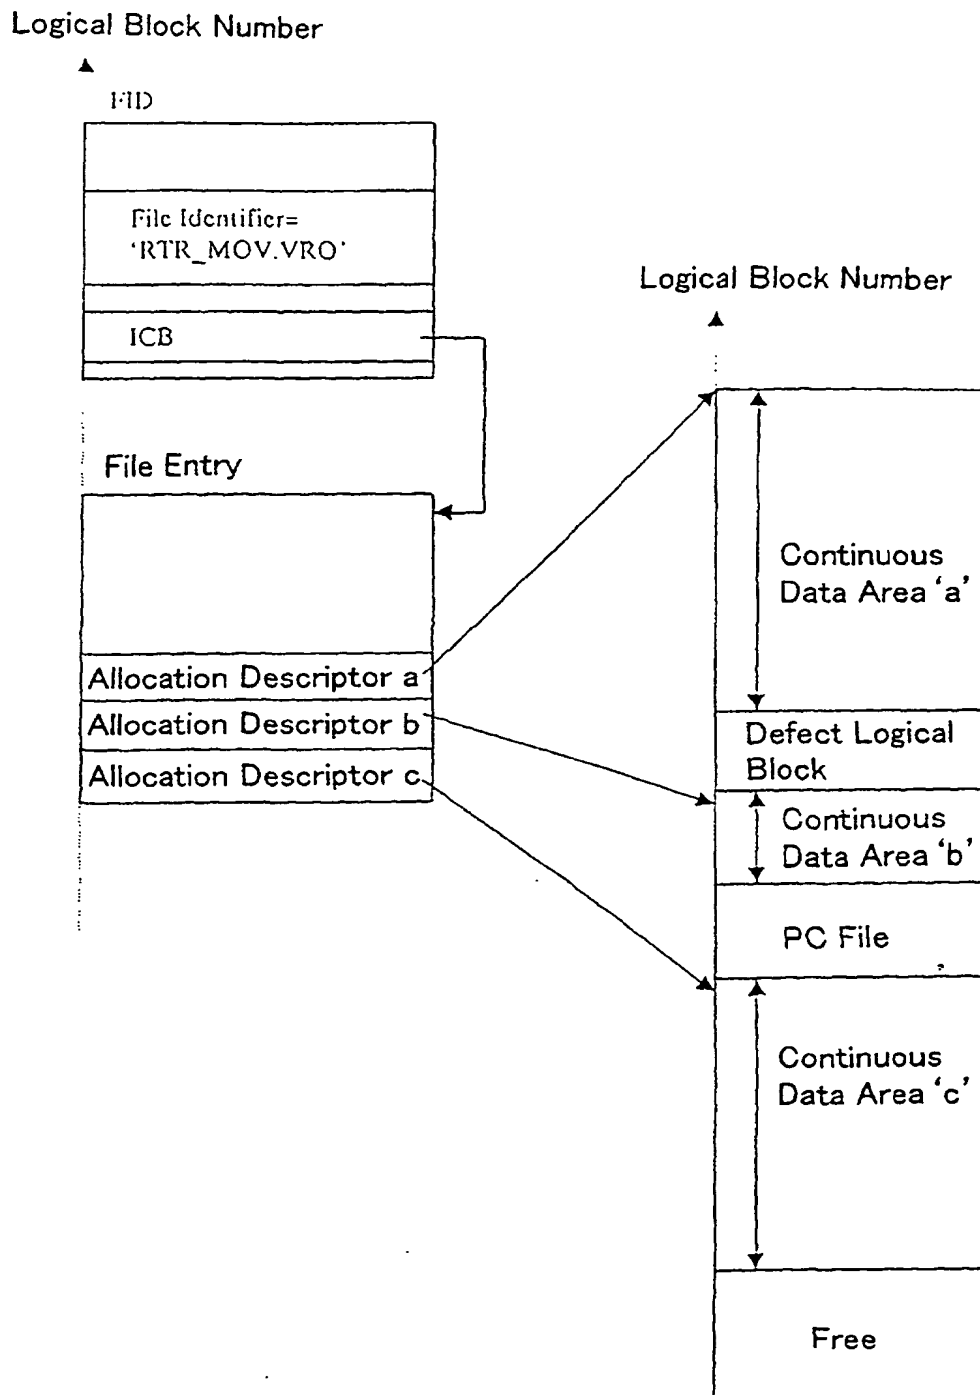 Logical Block Number
FID
File Identifier=
‘RTR_MOV.VRO’
ICB
File Entry
Allocation Descriptor a
Allocation Descriptor b
Allocation Descriptor c
Logical Block Number
Continuous
Data Area ‘a’
Defect Logical
Block
Continuous
Data Area ‘b’
PC File
Continuous
Data Area ‘c’
Free